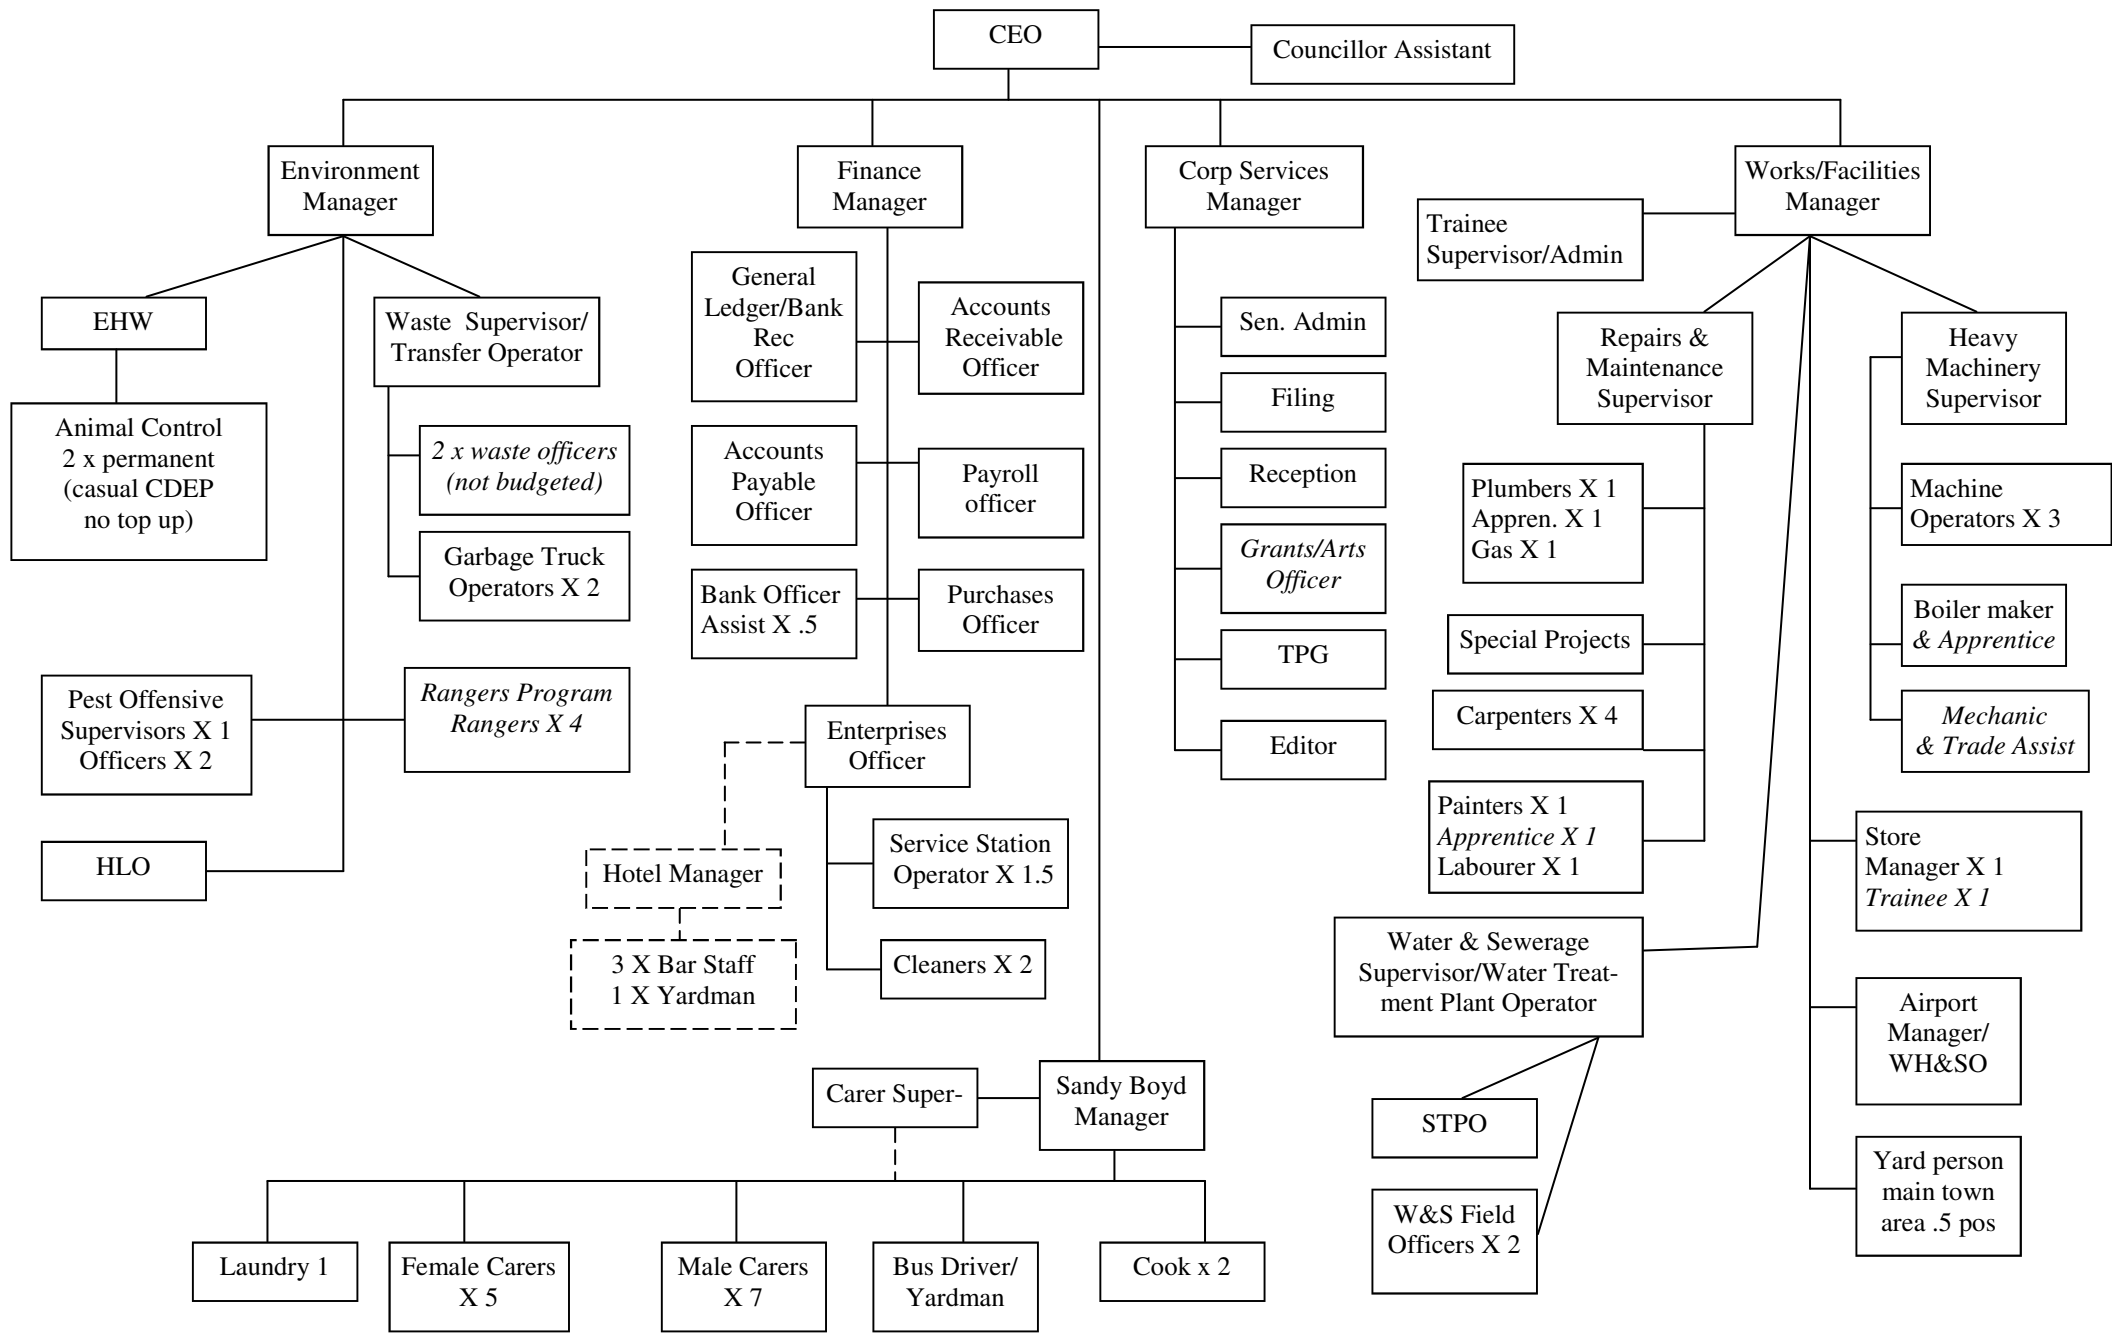 CEO
Councillor Assistant
Environment
Manager
Finance
Manager
Corp Services
Manager
Works/Facilities
Manager
Trainee
Supervisor/Admin
EHW
Waste  Supervisor/
Transfer Operator
Animal Control
2 x permanent
(casual CDEP
no top up)
2 x waste officers
(not budgeted)
Garbage Truck
Operators X 2
Pest Offensive
Supervisors X 1
Officers X 2
Rangers Program
Rangers X 4
HLO
General
Ledger/Bank
Rec
Officer
Accounts
Receivable
Officer
Accounts
Payable
Officer
Payroll
officer
Bank Officer
Assist X .5
Purchases
Officer
Enterprises
Officer
Hotel Manager
3 X Bar Staff
1 X Yardman
Service Station
Operator X 1.5
Cleaners X 2
Sen. Admin
Filing
Reception
Grants/Arts
Officer
TPG
Editor
Repairs &
Maintenance
Supervisor
Plumbers X 1
Appren. X 1
Gas X 1
Special Projects
Carpenters X 4
Painters X 1
Apprentice X 1
Labourer X 1
Heavy
Machinery
Supervisor
Machine
Operators X 3
Boiler maker
& Apprentice
Mechanic
& Trade Assist
Store
Manager X 1
Trainee X 1
Airport
Manager/
WH&SO
Yard person
main town
area .5 pos
Water & Sewerage
Supervisor/Water Treat-
ment Plant Operator
STPO
W&S Field
Officers X 2
Carer Super-
Sandy Boyd
Manager
Laundry 1
Female Carers
X 5
Male Carers
X 7
Bus Driver/
Yardman
Cook x 2